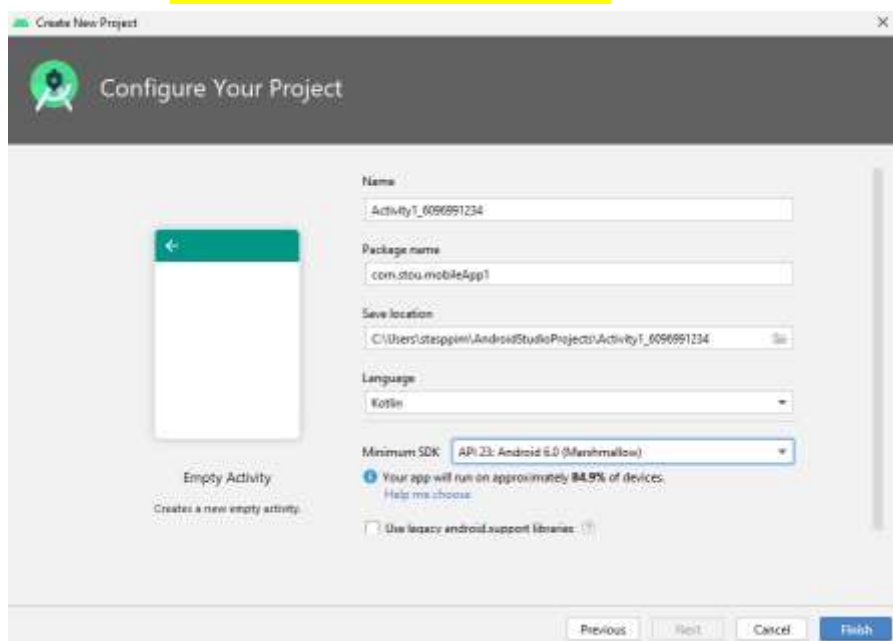 Create New Project
Configure Your Project
Name
Activity1_6096991234
Package name
com.stou.mobileApp1
Save location
C:\Users\stasppim\AndroidStudioProjects\Activity1_6096991234
Language
Kotlin
Minimum SDK API 23: Android 6.0 (Marshmallow)
Your app will run on approximately 84.9% of devices.
Help me choose
Use legacy android.support libraries
Empty Activity
Creates a new empty activity.
Previous Next Cancel Finish